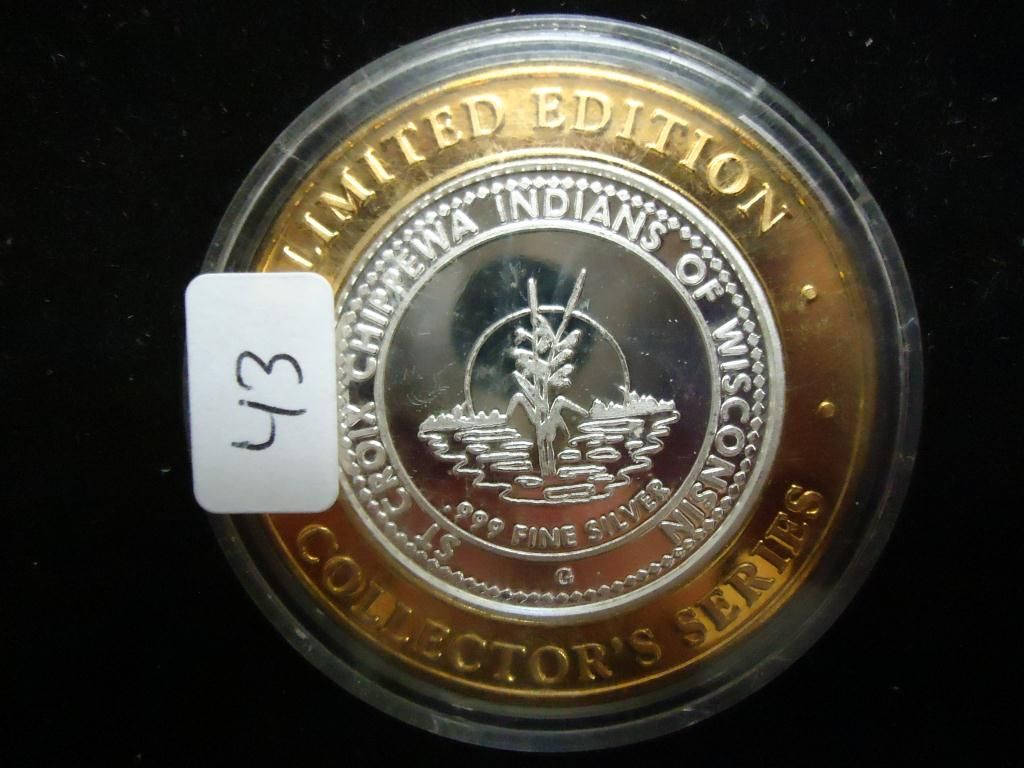 LIMITED EDITION
ST CROIX CHIPPEWA INDIANS OF WISCONSIN
.999 FINE SILVER
G
COLLECTOR'S SERIES
43